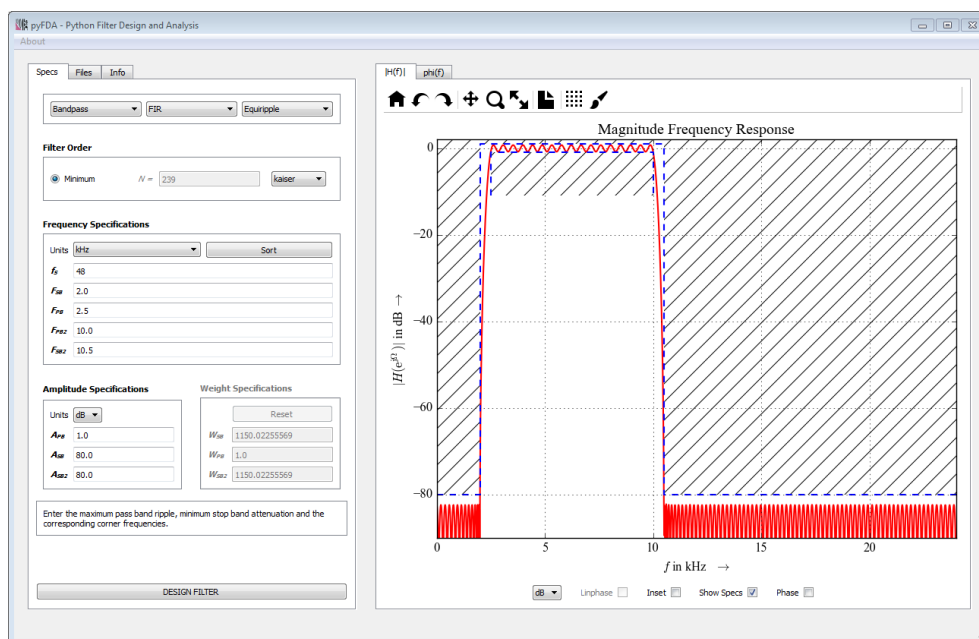 pyFDA - Python Filter Design and Analysis
About
Specs Files Info
Bandpass FIR Equiripple
Filter Order
Minimum N = 239 kaiser
Frequency Specifications
Units kHz Sort
fS 48
FSB 2.0
FPB 2.5
FPB2 10.0
FSB2 10.5
Amplitude Specifications
Units dB
APB 1.0
ASB 80.0
ASB2 80.0
Weight Specifications
Reset
WSB 1150.02255569
WPB 1.0
WSB2 1150.02255569
Enter the maximum pass band ripple, minimum stop band attenuation and the
corresponding corner frequencies.
DESIGN FILTER
|H(f)| phi(f)
Magnitude Frequency Response
0
−20
−40
−60
−80
|H(e^jΩ)| in dB →
0 5 10 15 20
f in kHz →
dB Linphase Inset Show Specs Phase